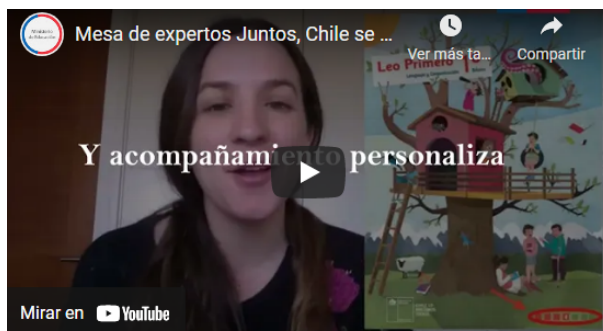 Ministerio
de Educación
Mesa de expertos Juntos, Chile se ...
Ver más ta...
Compartir
Leo Primero 1°
Y acompañamiento personaliza
Mirar en YouTube